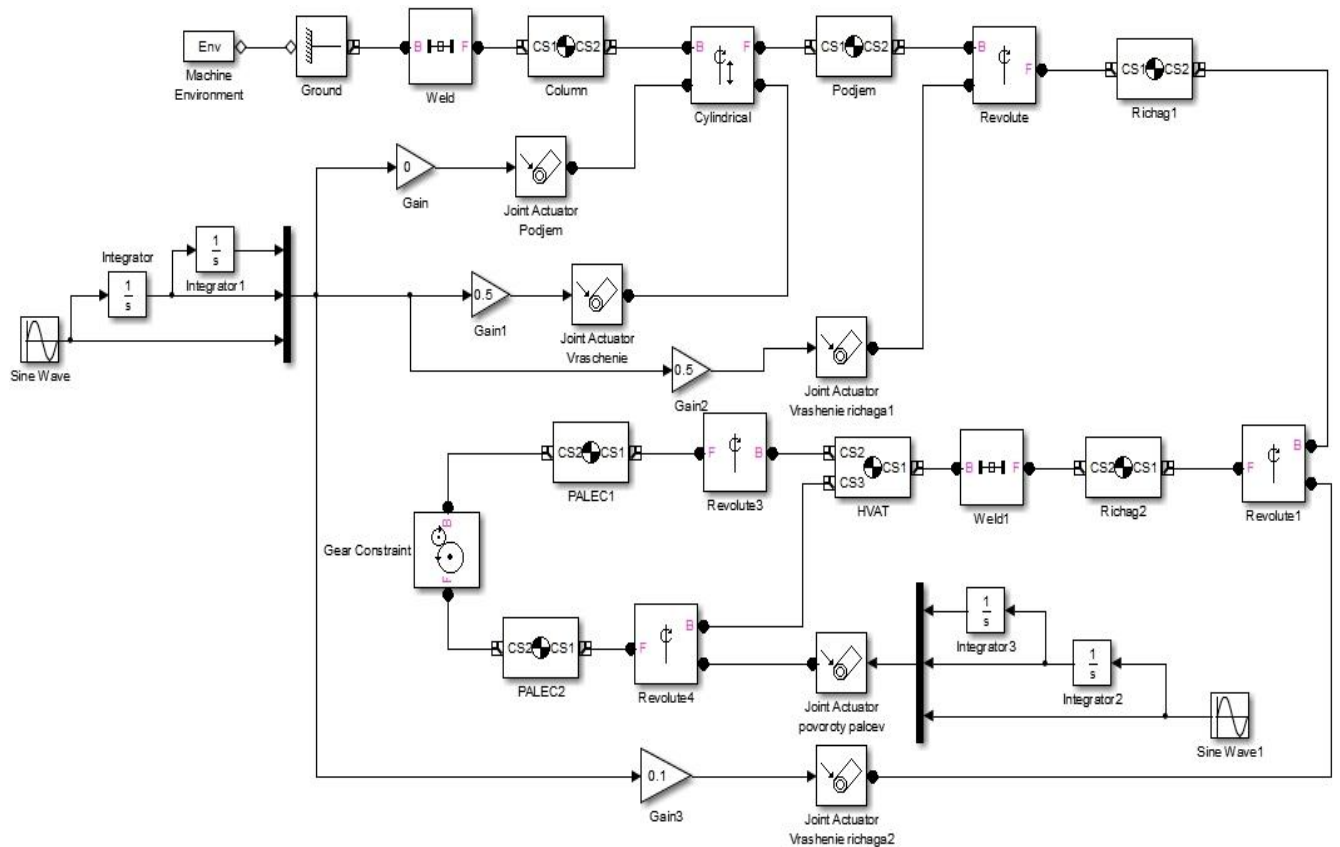 Env
Machine
Environment
Ground
B F
Weld
CS1 CS2
Column
B F
Cylindrical
CS1 CS2
Podjem
B
F
Revolute
CS1 CS2
Richag1
0
Gain
Joint Actuator
Podjem
Sine Wave
Integrator
1
s
1
s
Integrator1
0.5
Gain1
Joint Actuator
Vraschenie
0.5
Gain2
Joint Actuator
Vrashenie richaga1
CS2 CS1
PALEC1
F B
Revolute3
CS2
CS3
CS1
HVAT
B F
Weld1
CS2 CS1
Richag2
B
F
Revolute1
Gear Constraint
B
F
CS2 CS1
PALEC2
B
F
Revolute4
Joint Actuator
povoroty palcev
1
s
Integrator3
1
s
Integrator2
Sine Wave1
0.1
Gain3
Joint Actuator
Vrashenie richaga2